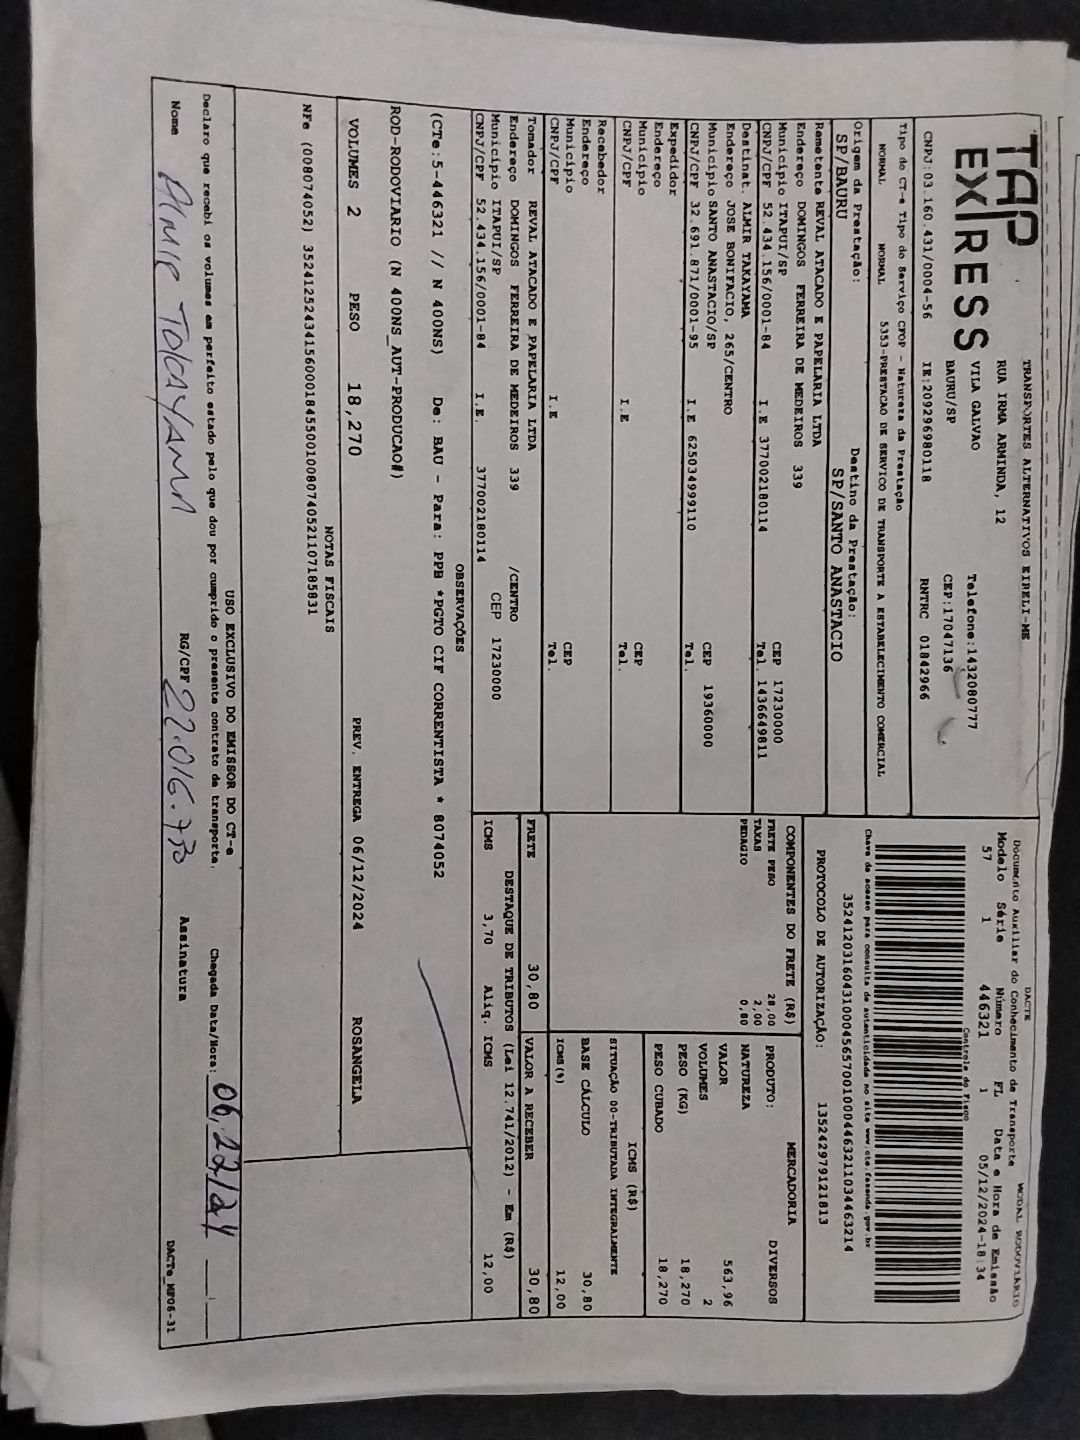 TAP
EXPRESS
TRANSPORTES ALTERNATIVOS EIRELI-ME
RUA IRMA ARMINDA, 12
VILA GALVAO
BAURU/SP
Telefone:1432080777
CEP:17047136
CNPJ:03.160.431/0004-56 IE:209296980118 RNTRC 01842966
Tipo do CT-e Tipo do Serviço CFOP - Natureza da Prestação
NORMAL NORMAL 5353-PRESTACAO DE SERVICO DE TRANSPORTE A ESTABELECIMENTO COMERCIAL
Origem da Prestação: Destino da Prestação:
SP/BAURU SP/SANTO ANASTACIO
Remetente REVAL ATACADO E PAPELARIA LTDA
Endereço DOMINGOS FERREIRA DE MEDEIROS 339
Município ITAPUI/SP CEP 17230000
CNPJ/CPF 52.434.156/0001-84 I.E 377002180114 Tel. 1436649811
Destinat. ALMIR TAKAYAMA
Endereço JOSE BONIFACIO, 265/CENTRO
Município SANTO ANASTACIO/SP CEP 19360000
CNPJ/CPF 32.691.871/0001-95 I.E 625034999110 Tel.
Expedidor
Endereço
Município CEP
CNPJ/CPF I.E Tel.
Recebedor
Endereço
Município CEP
CNPJ/CPF I.E Tel.
Tomador REVAL ATACADO E PAPELARIA LTDA
Endereço DOMINGOS FERREIRA DE MEDEIROS 339 /CENTRO
Município ITAPUI/SP CEP 17230000
CNPJ/CPF 52.434.156/0001-84 I.E. 377002180114
DACTE MODAL RODOVIÁRIO
Documento Auxiliar do Conhecimento de Transporte
Modelo Série Número FL Data e Hora de Emissão
57 1 446321 1 05/12/2024-18:34
Controle do Fisco
Chave de acesso para consulta de autenticidade no site www.cte.fazenda.gov.br
35241203160431000456570010004463211034463214
PROTOCOLO DE AUTORIZAÇÃO: 135242979121813
COMPONENTES DO FRETE (R$)
FRETE PESO 28,00
TAXAS 2,00
PEDAGIO 0,80
MERCADORIA
PRODUTO: DIVERSOS
NATUREZA
VALOR 563,96
VOLUMES 2
PESO (KG) 18,270
PESO CUBADO 18,270
ICMS (R$)
SITUAÇÃO 00-TRIBUTADA INTEGRALMENTE
BASE CÁLCULO 30,80
ICMS(%) 12,00
FRETE 30,80 VALOR A RECEBER 30,80
DESTAQUE DE TRIBUTOS (Lei 12.741/2012) - Em (R$)
ICMS 3,70 Aliq. ICMS 12,00
OBSERVAÇÕES
(CTe:5-446321 // N 400NS) De: BAU - Para: PPB *PGTO CIF CORRENTISTA * 8074052
ROD-RODOVIARIO (N 400NS_AUT-PRODUCAO#)
VOLUMES 2 PESO 18,270 PREV. ENTREGA 06/12/2024 ROSANGELA
NOTAS FISCAIS
NFe (008074052) 35241252434156000184550010080740521107185831
USO EXCLUSIVO DO EMISSOR DO CT-e
Declaro que recebi os volumes em perfeito estado pelo que dou por cumprido o presente contrato de transporte. Chegada Data/Hora: 06,22/24
Nome Almir TAKAYAMA RG/CPF 22.016.730 Assinatura
DACTe_MP06-31